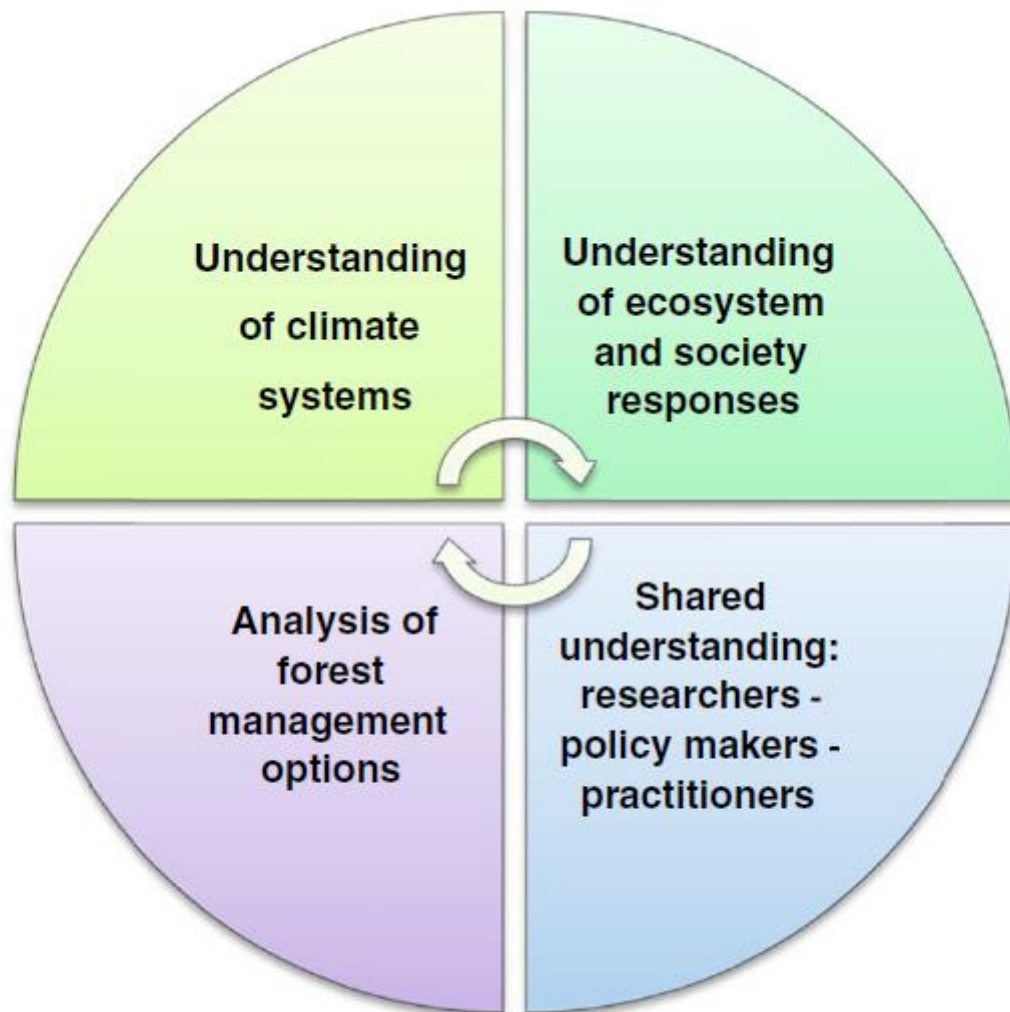 Understanding
of climate
systems
Understanding
of ecosystem
and society
responses
Analysis of
forest
management
options
Shared
understanding:
researchers -
policy makers -
practitioners